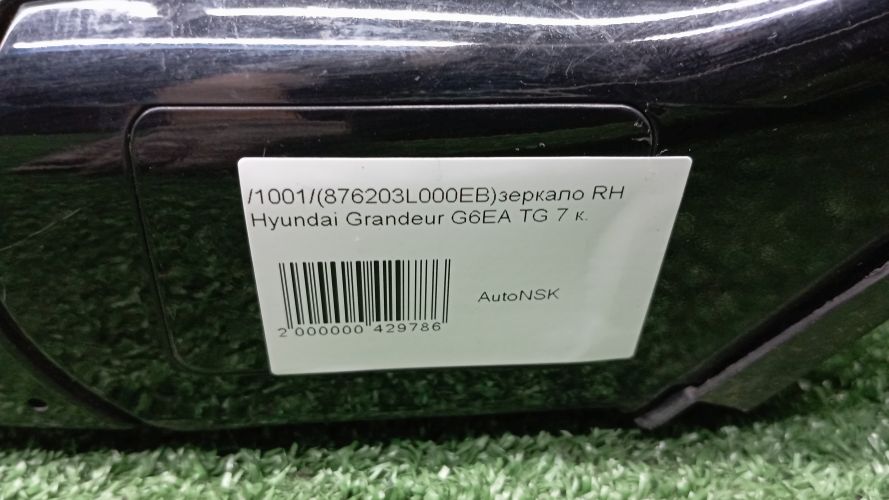 /1001/(876203L000EB)зеркало RH
Hyundai Grandeur G6EA TG 7 к.
AutoNSK
2 000000 429786